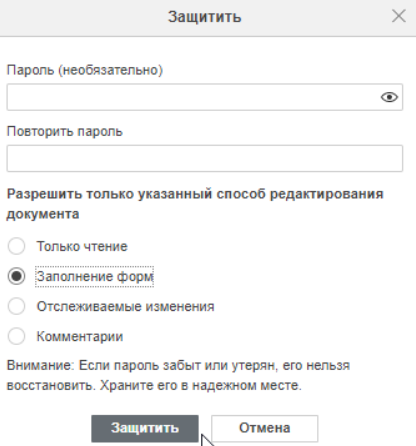 Защитить
Пароль (необязательно)
Повторить пароль
Разрешить только указанный способ редактирования
документа
Только чтение
Заполнение форм
Отслеживаемые изменения
Комментарии
Внимание: Если пароль забыт или утерян, его нельзя
восстановить. Храните его в надежном месте.
Защитить Отмена